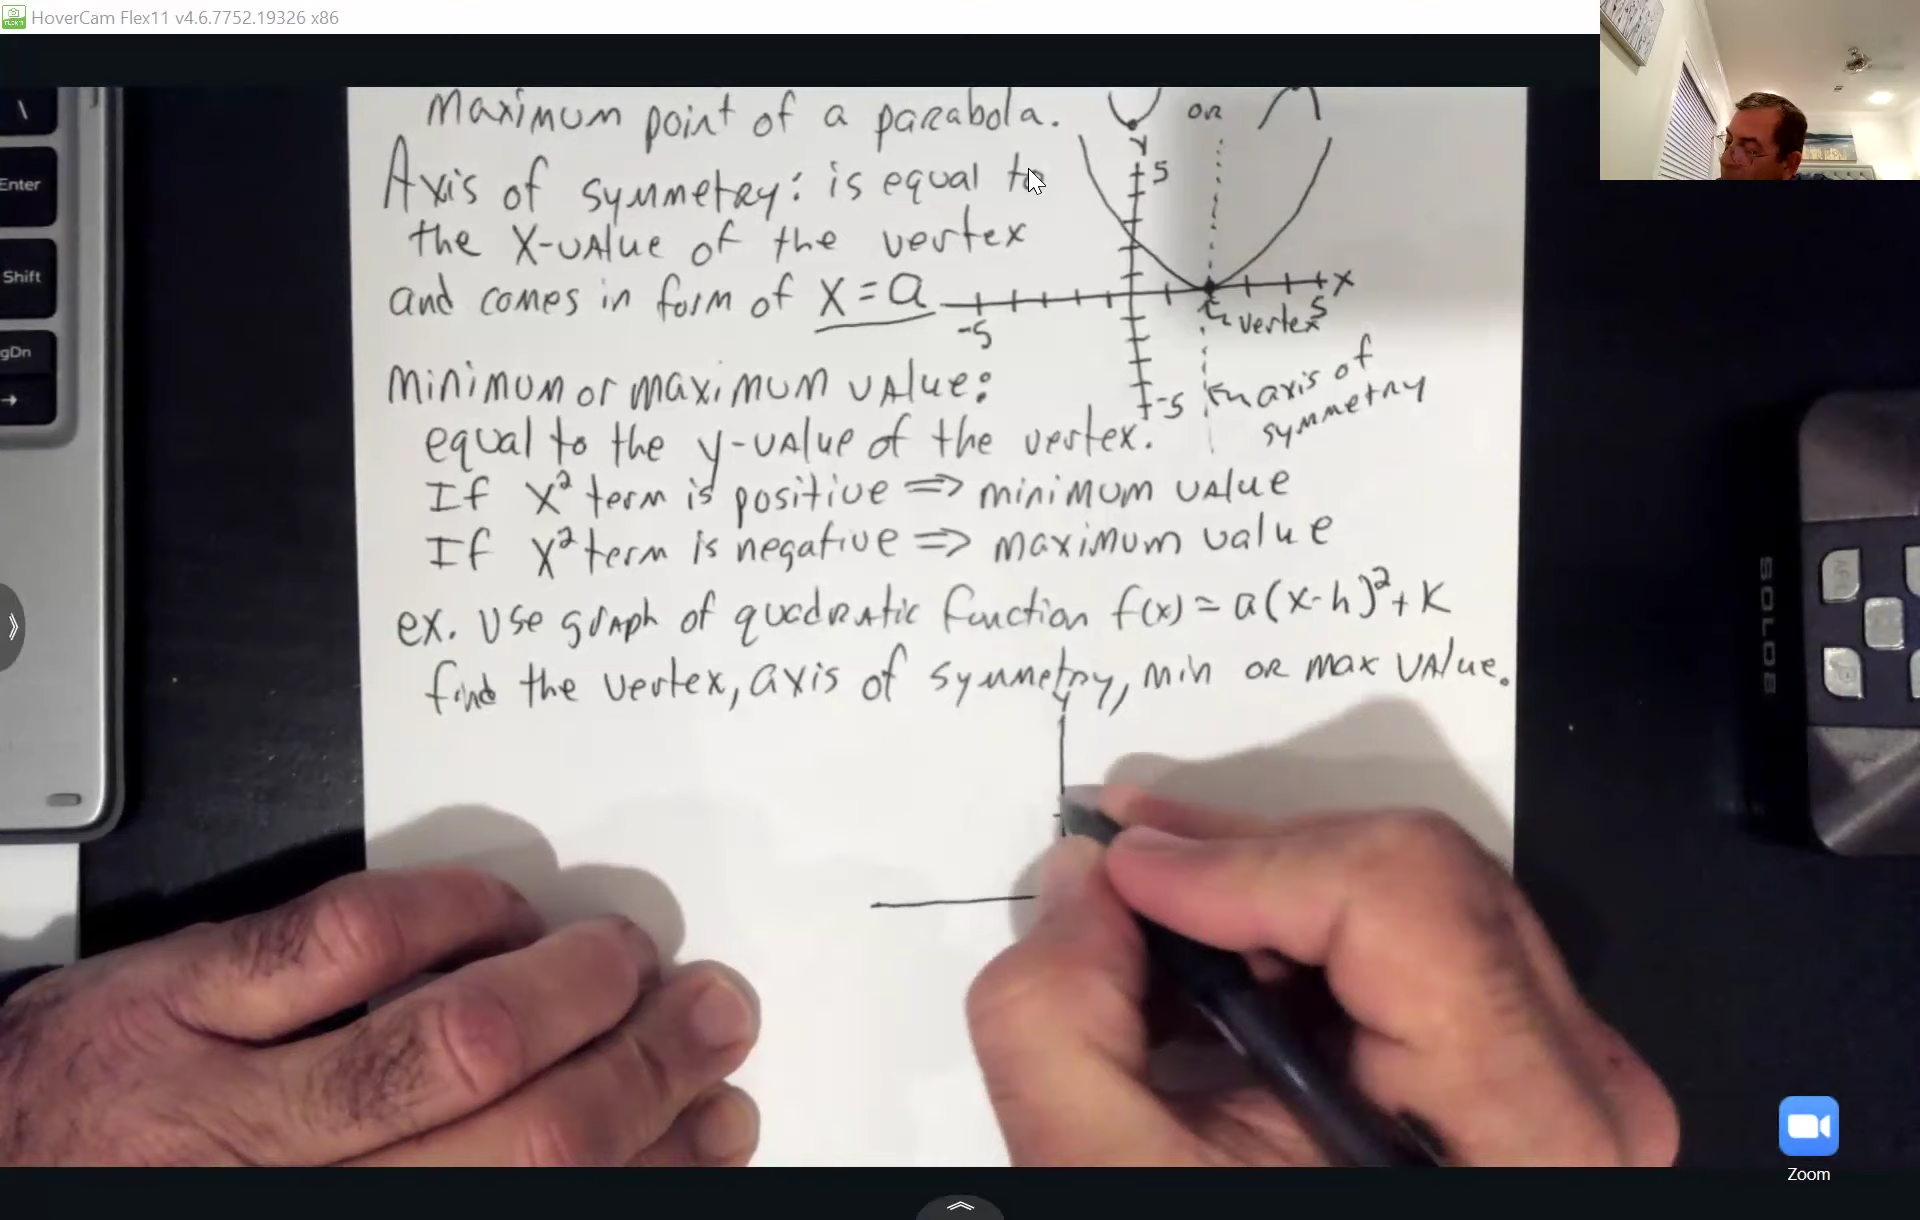 HoverCam Flex11 v4.6.7752.19326 x86
Maximum point of a parabola. or
Axis of symmetry: is equal to
the X-value of the vertex
and comes in form of X = a
Y
5
X
-5
5
vertex
-5
axis of
symmetry
minimum or maximum value:
equal to the y-value of the vertex.
If X² term is positive => minimum value
If X² term is negative => maximum value
ex. Use graph of quadratic function f(x) = a(x-h)²+K
find the vertex, axis of symmetry, min or max value.
Y
\
Enter
Shift
gDn
→
SOLOS
Zoom